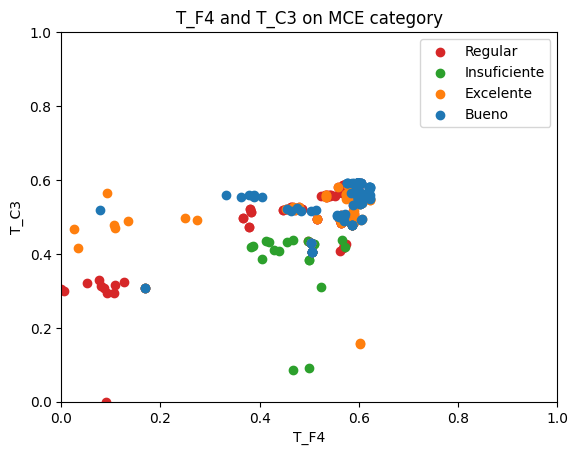 T_F4 and T_C3 on MCE category
Regular
Insuficiente
Excelente
Bueno
1.0
0.8
0.6
0.4
0.2
0.0
T_C3
0.0 0.2 0.4 0.6 0.8 1.0
T_F4